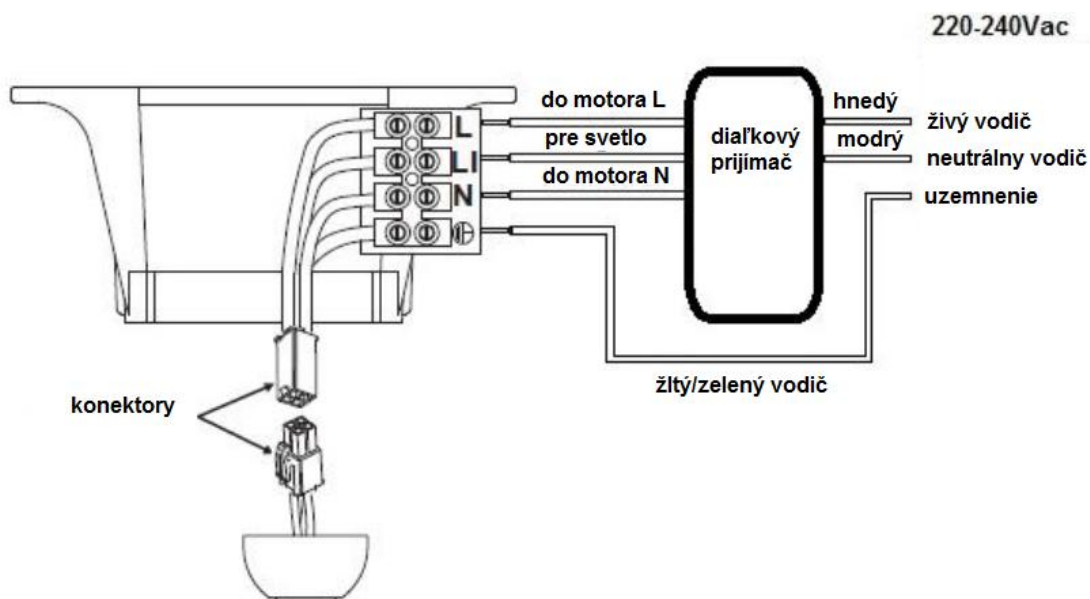 220-240Vac
do motora L
hnedý
živý vodič
L
pre svetlo
diaľkový
prijímač
modrý
neutrálny vodič
LI
do motora N
N
uzemnenie
žltý/zelený vodič
konektory